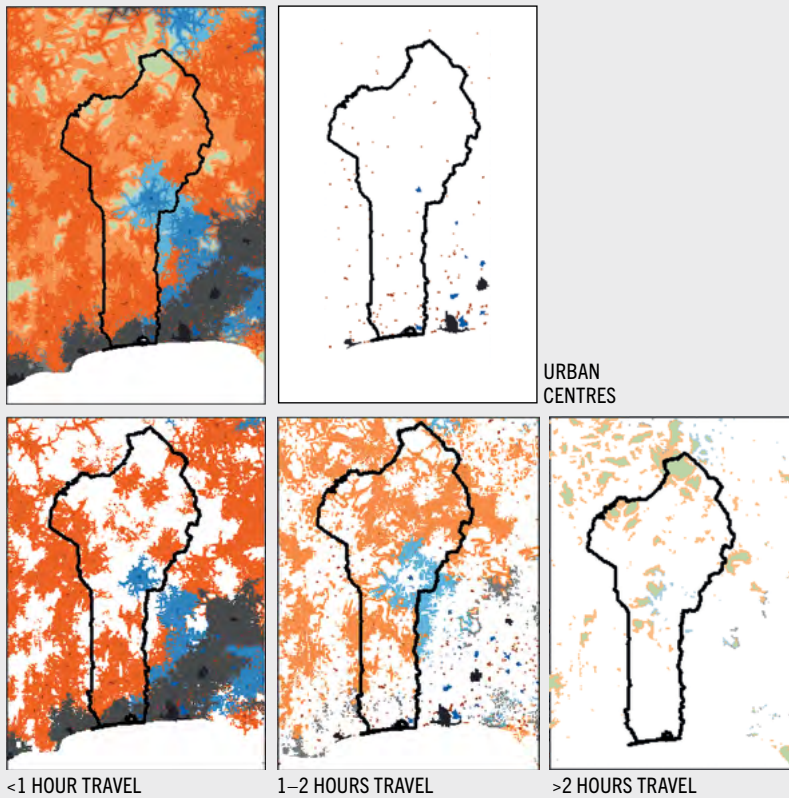 URBAN
CENTRES
<1 HOUR TRAVEL
1–2 HOURS TRAVEL
>2 HOURS TRAVEL